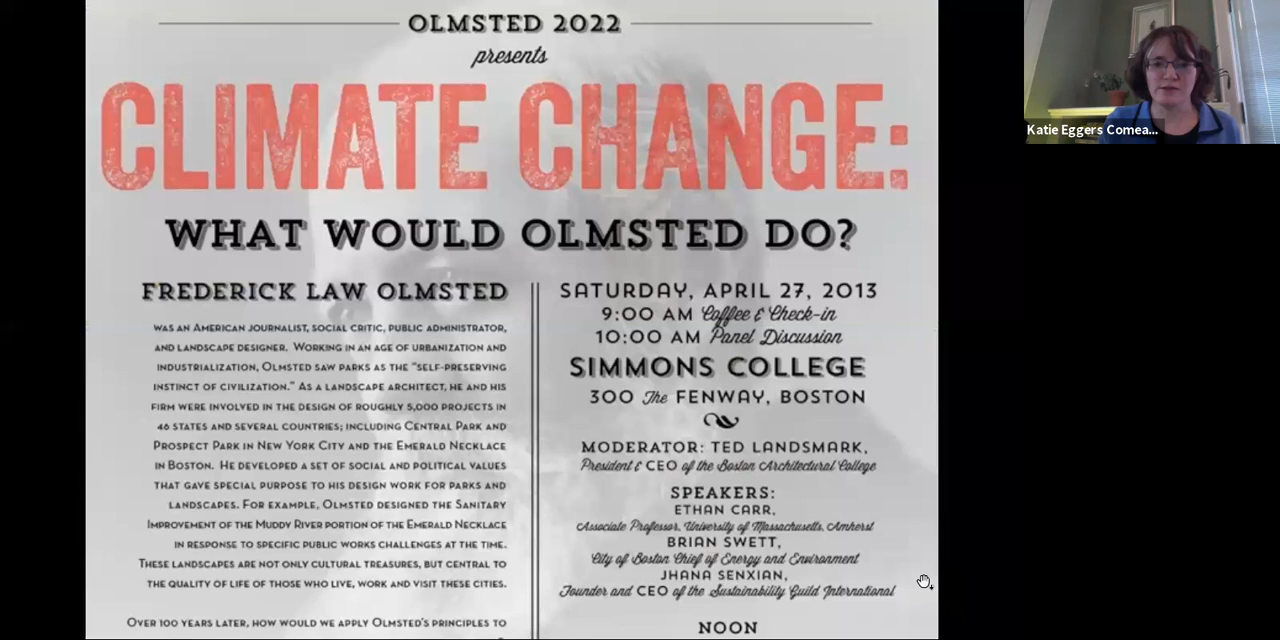 OLMSTED 2022
presents
CLIMATE CHANGE:
WHAT WOULD OLMSTED DO?
FREDERICK LAW OLMSTED
WAS AN AMERICAN JOURNALIST, SOCIAL CRITIC, PUBLIC ADMINISTRATOR,
AND LANDSCAPE DESIGNER. WORKING IN AN AGE OF URBANIZATION AND
INDUSTRIALIZATION, OLMSTED SAW PARKS AS THE "SELF-PRESERVING
INSTINCT OF CIVILIZATION." AS A LANDSCAPE ARCHITECT, HE AND HIS
FIRM WERE INVOLVED IN THE DESIGN OF ROUGHLY 5,000 PROJECTS IN
46 STATES AND SEVERAL COUNTRIES; INCLUDING CENTRAL PARK AND
PROSPECT PARK IN NEW YORK CITY AND THE EMERALD NECKLACE
IN BOSTON. HE DEVELOPED A SET OF SOCIAL AND POLITICAL VALUES
THAT GAVE SPECIAL PURPOSE TO HIS DESIGN WORK FOR PARKS AND
LANDSCAPES. FOR EXAMPLE, OLMSTED DESIGNED THE SANITARY
IMPROVEMENT OF THE MUDDY RIVER PORTION OF THE EMERALD NECKLACE
IN RESPONSE TO SPECIFIC PUBLIC WORKS CHALLENGES AT THE TIME.
THESE LANDSCAPES ARE NOT ONLY CULTURAL TREASURES, BUT CENTRAL TO
THE QUALITY OF LIFE OF THOSE WHO LIVE, WORK AND VISIT THESE CITIES.
OVER 100 YEARS LATER, HOW WOULD WE APPLY OLMSTED'S PRINCIPLES TO
SATURDAY, APRIL 27, 2013
9:00 AM Coffee & Check-in
10:00 AM Panel Discussion
SIMMONS COLLEGE
300 The FENWAY, BOSTON
MODERATOR: TED LANDSMARK,
President & CEO of the Boston Architectural College
SPEAKERS:
ETHAN CARR,
Associate Professor, University of Massachusetts, Amherst
BRIAN SWETT,
City of Boston Chief of Energy and Environment
JHANA SENXIAN,
Founder and CEO of the Sustainability Guild International
NOON
Katie Eggers Comea...